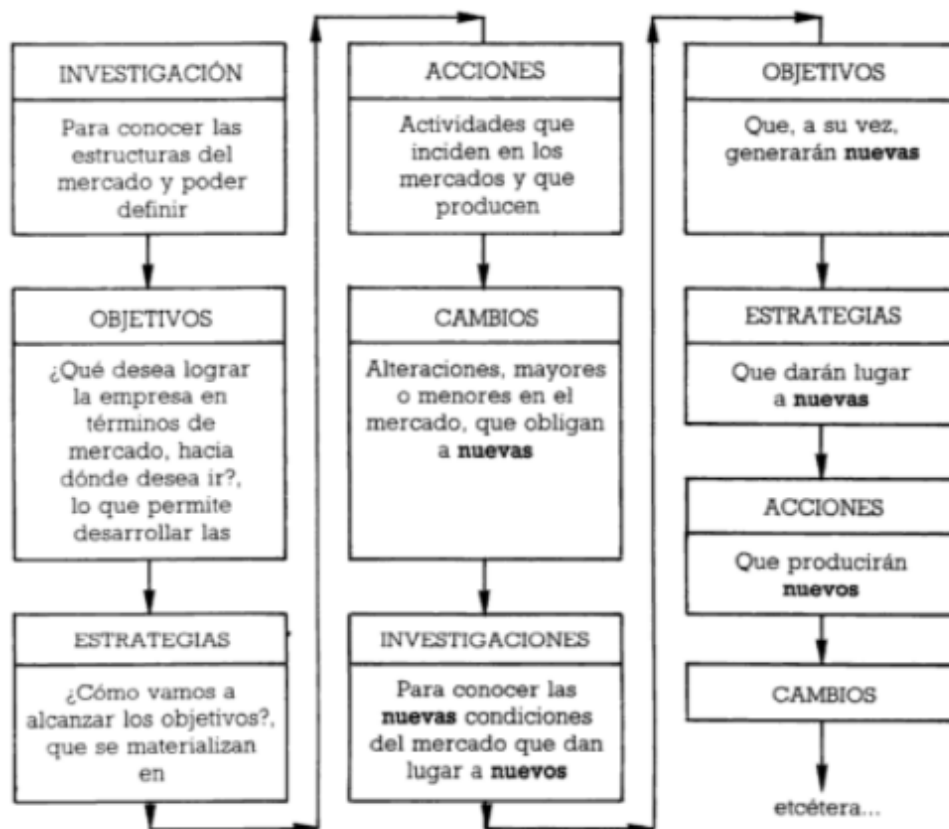 INVESTIGACIÓN
Para conocer las
estructuras del
mercado y poder
definir
OBJETIVOS
¿Qué desea lograr
la empresa en
términos de
mercado, hacia
dónde desea ir?,
lo que permite
desarrollar las
ESTRATEGIAS
¿Cómo vamos a
alcanzar los objetivos?,
que se materializan
en
ACCIONES
Actividades que
inciden en los
mercados y que
producen
CAMBIOS
Alteraciones, mayores
o menores en el
mercado, que obligan
a nuevas
INVESTIGACIONES
Para conocer las
nuevas condiciones
del mercado que dan
lugar a nuevos
OBJETIVOS
Que, a su vez,
generarán nuevas
ESTRATEGIAS
Que darán lugar
a nuevas
ACCIONES
Que producirán
nuevos
CAMBIOS
etcétera...